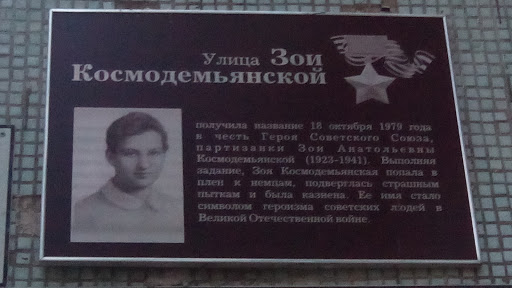 Улица Зои
Космодемьянской
получила название 18 октября 1979 года
в честь Героя Советского Союза,
партизанки Зои Анатольевны
Космодемьянской (1923-1941). Выполняя
задание, Зоя Космодемьянская попала в
плен к немцам, подверглась страшным
пыткам и была казнена. Ее имя стало
символом героизма советских людей в
Великой Отечественной войне.